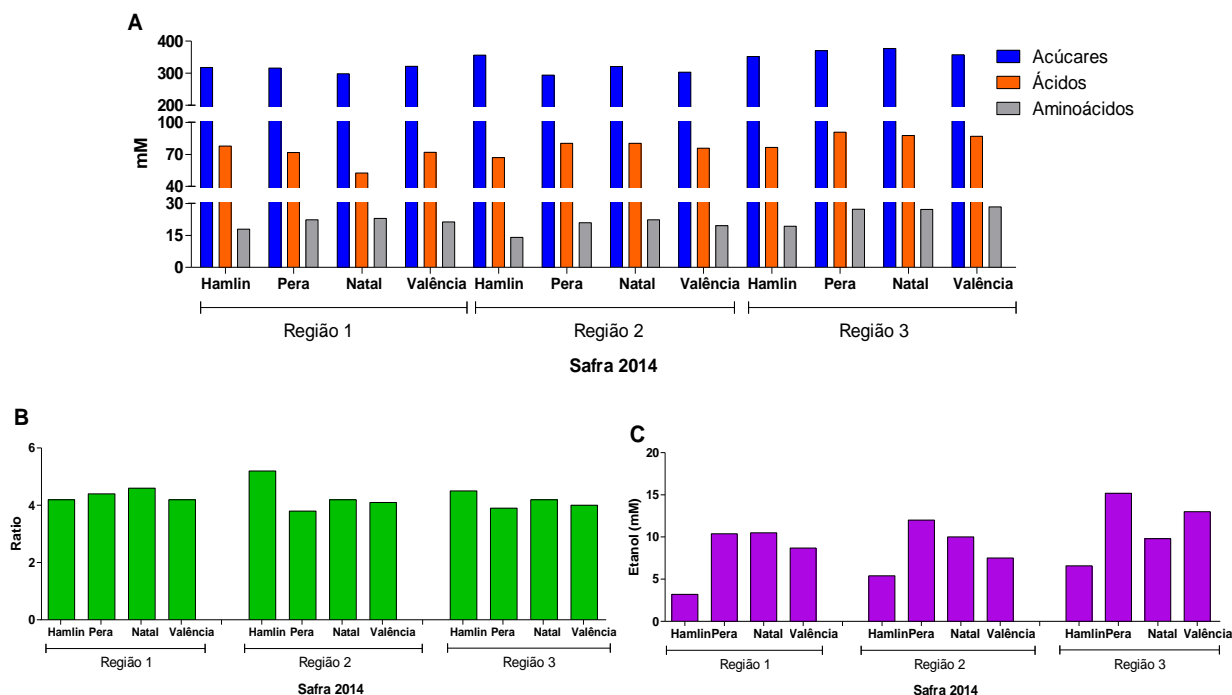 A
400
300
200
100
70
40
30
15
0
mM
Acúcares
Ácidos
Aminoácidos
Hamlin Pera Natal Valência Hamlin Pera Natal Valência Hamlin Pera Natal Valência
Região 1 Região 2 Região 3
Safra 2014
B
6
4
2
0
Ratio
Hamlin Pera Natal Valência Hamlin Pera Natal Valência Hamlin Pera Natal Valência
Região 1 Região 2 Região 3
Safra 2014
C
20
15
10
5
0
Etanol (mM)
HamlinPera Natal Valência HamlinPera Natal Valência HamlinPera Natal Valência
Região 1 Região 2 Região 3
Safra 2014